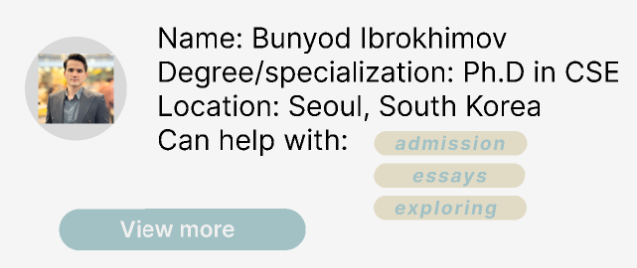 Name: Bunyod Ibrokhimov
Degree/specialization: Ph.D in CSE
Location: Seoul, South Korea
Can help with:
admission
essays
exploring
View more